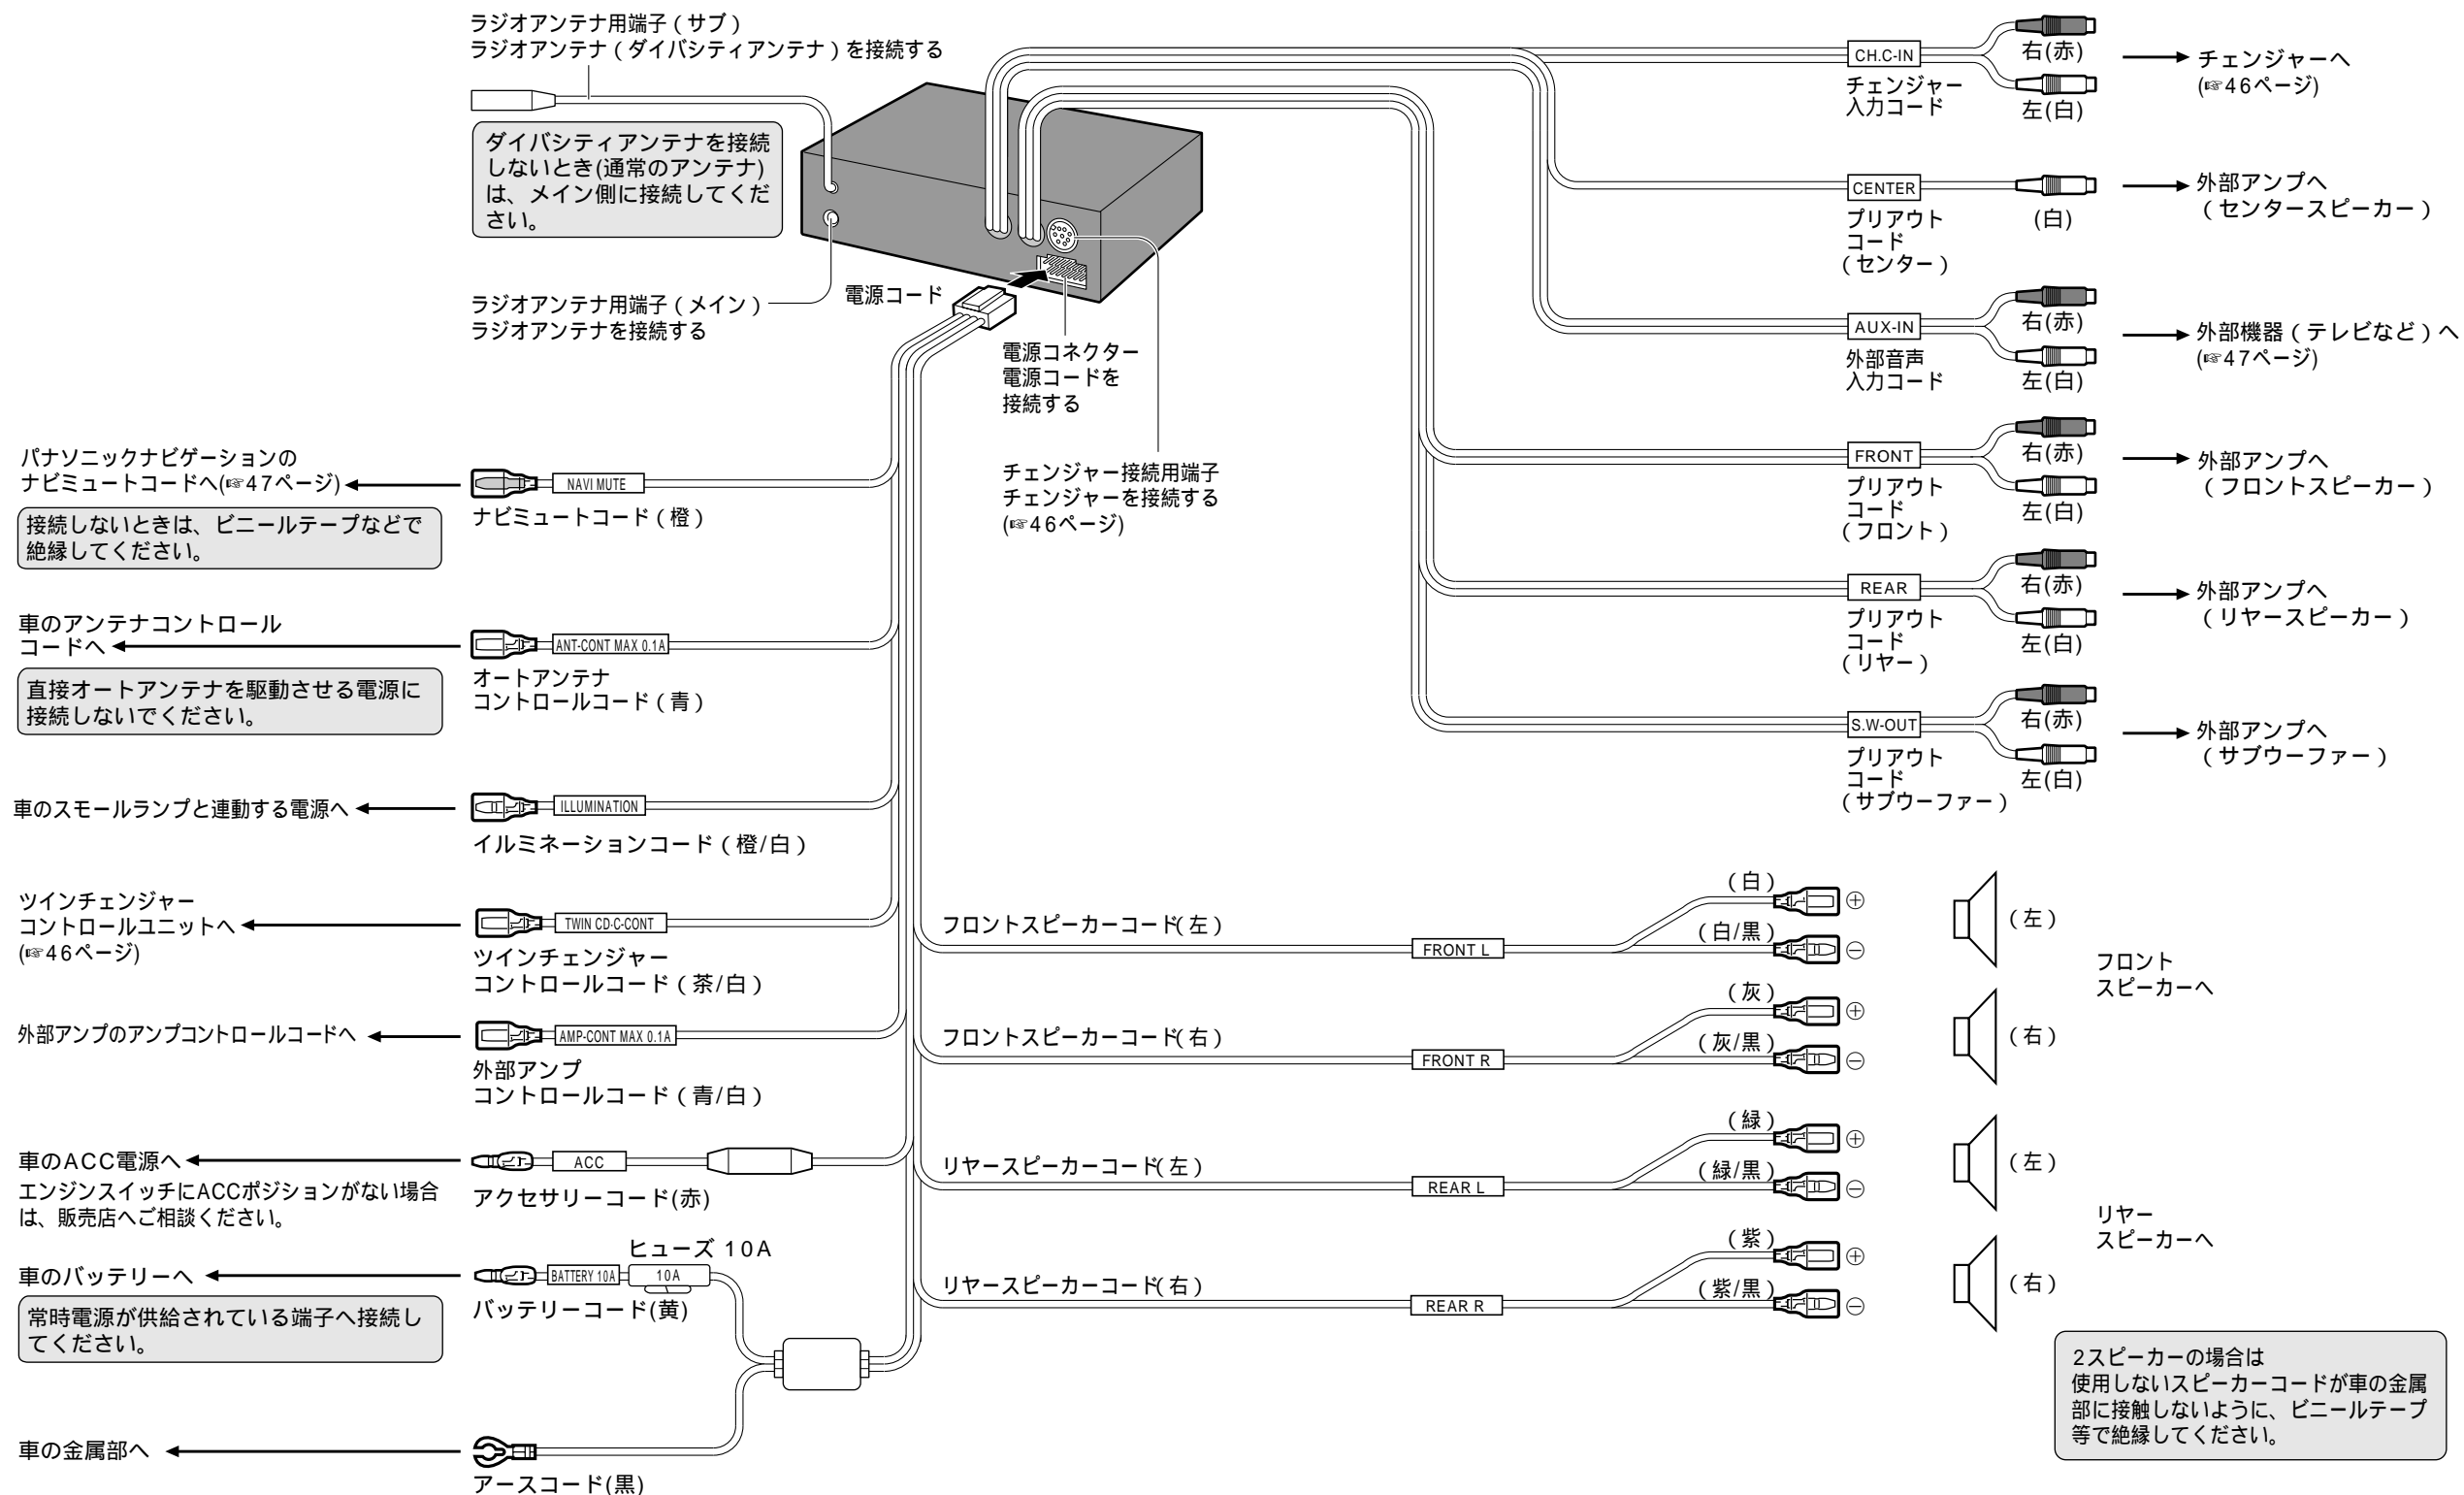 ラジオアンテナ用端子（サブ）
ラジオアンテナ（ダイバシティアンテナ）を接続する
ダイバシティアンテナを接続
しないとき(通常のアンテナ)
は、メイン側に接続してくだ
さい。
ラジオアンテナ用端子（メイン）
ラジオアンテナを接続する
電源コード
電源コネクター
電源コードを
接続する
チェンジャー接続用端子
チェンジャーを接続する
(☞46ページ)
パナソニックナビゲーションの
ナビミュートコードへ(☞47ページ)
NAVI MUTE
ナビミュートコード（橙）
接続しないときは、ビニールテープなどで
絶縁してください。
車のアンテナコントロール
コードへ
ANT-CONT MAX 0.1A
オートアンテナ
コントロールコード（青）
直接オートアンテナを駆動させる電源に
接続しないでください。
車のスモールランプと連動する電源へ
ILLUMINATION
イルミネーションコード（橙/白）
ツインチェンジャー
コントロールユニットへ
(☞46ページ)
TWIN CD-C-CONT
ツインチェンジャー
コントロールコード（茶/白）
外部アンプのアンプコントロールコードへ
AMP-CONT MAX 0.1A
外部アンプ
コントロールコード（青/白）
車のACC電源へ
エンジンスイッチにACCポジションがない場合
は、販売店へご相談ください。
ACC
アクセサリーコード(赤)
車のバッテリーへ
BATTERY 10A
ヒューズ 10A
10A
バッテリーコード(黄)
常時電源が供給されている端子へ接続し
てください。
車の金属部へ
アースコード(黒)
CH.C-IN
チェンジャー
入力コード
右(赤)
左(白)
チェンジャーへ
(☞46ページ)
CENTER
プリアウト
コード
（センター）
(白)
外部アンプへ
（センタースピーカー）
AUX-IN
外部音声
入力コード
右(赤)
左(白)
外部機器（テレビなど）へ
(☞47ページ)
FRONT
プリアウト
コード
（フロント）
右(赤)
左(白)
外部アンプへ
（フロントスピーカー）
REAR
プリアウト
コード
（リヤー）
右(赤)
左(白)
外部アンプへ
（リヤースピーカー）
S.W-OUT
プリアウト
コード
（サブウーファー）
右(赤)
左(白)
外部アンプへ
（サブウーファー）
フロントスピーカーコード(左）
FRONT L
（白）
⊕
（白/黒）
⊖
（左）
フロントスピーカーコード(右）
FRONT R
（灰）
⊕
（灰/黒）
⊖
（右）
フロント
スピーカーへ
リヤースピーカーコード(左）
REAR L
（緑）
⊕
（緑/黒）
⊖
（左）
リヤースピーカーコード(右）
REAR R
（紫）
⊕
（紫/黒）
⊖
（右）
リヤー
スピーカーへ
2スピーカーの場合は
使用しないスピーカーコードが車の金属
部に接触しないように、ビニールテープ
等で絶縁してください。